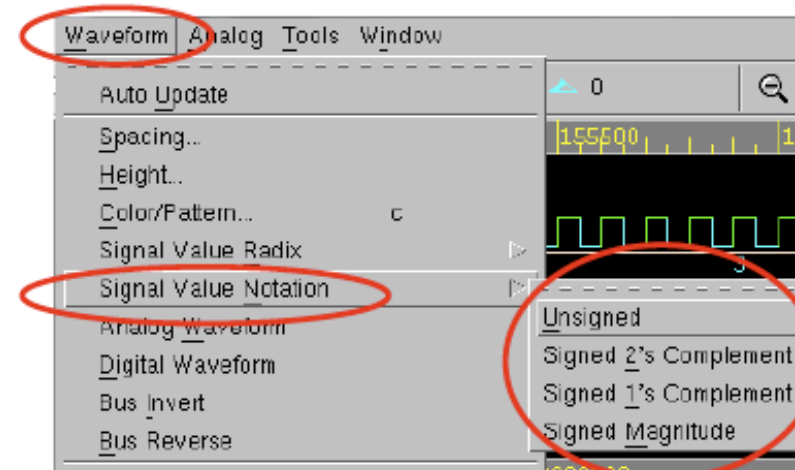 Waveform Analog Tools Window
Auto Update
0
Spacing...
155500
Height...
Color/Pattern... C
Signal Value Radix
Signal Value Notation
Unsigned
Analog Waveform
Signed 2's Complement
Digital Waveform
Signed 1's Complement
Bus Invert
Signed Magnitude
Bus Reverse